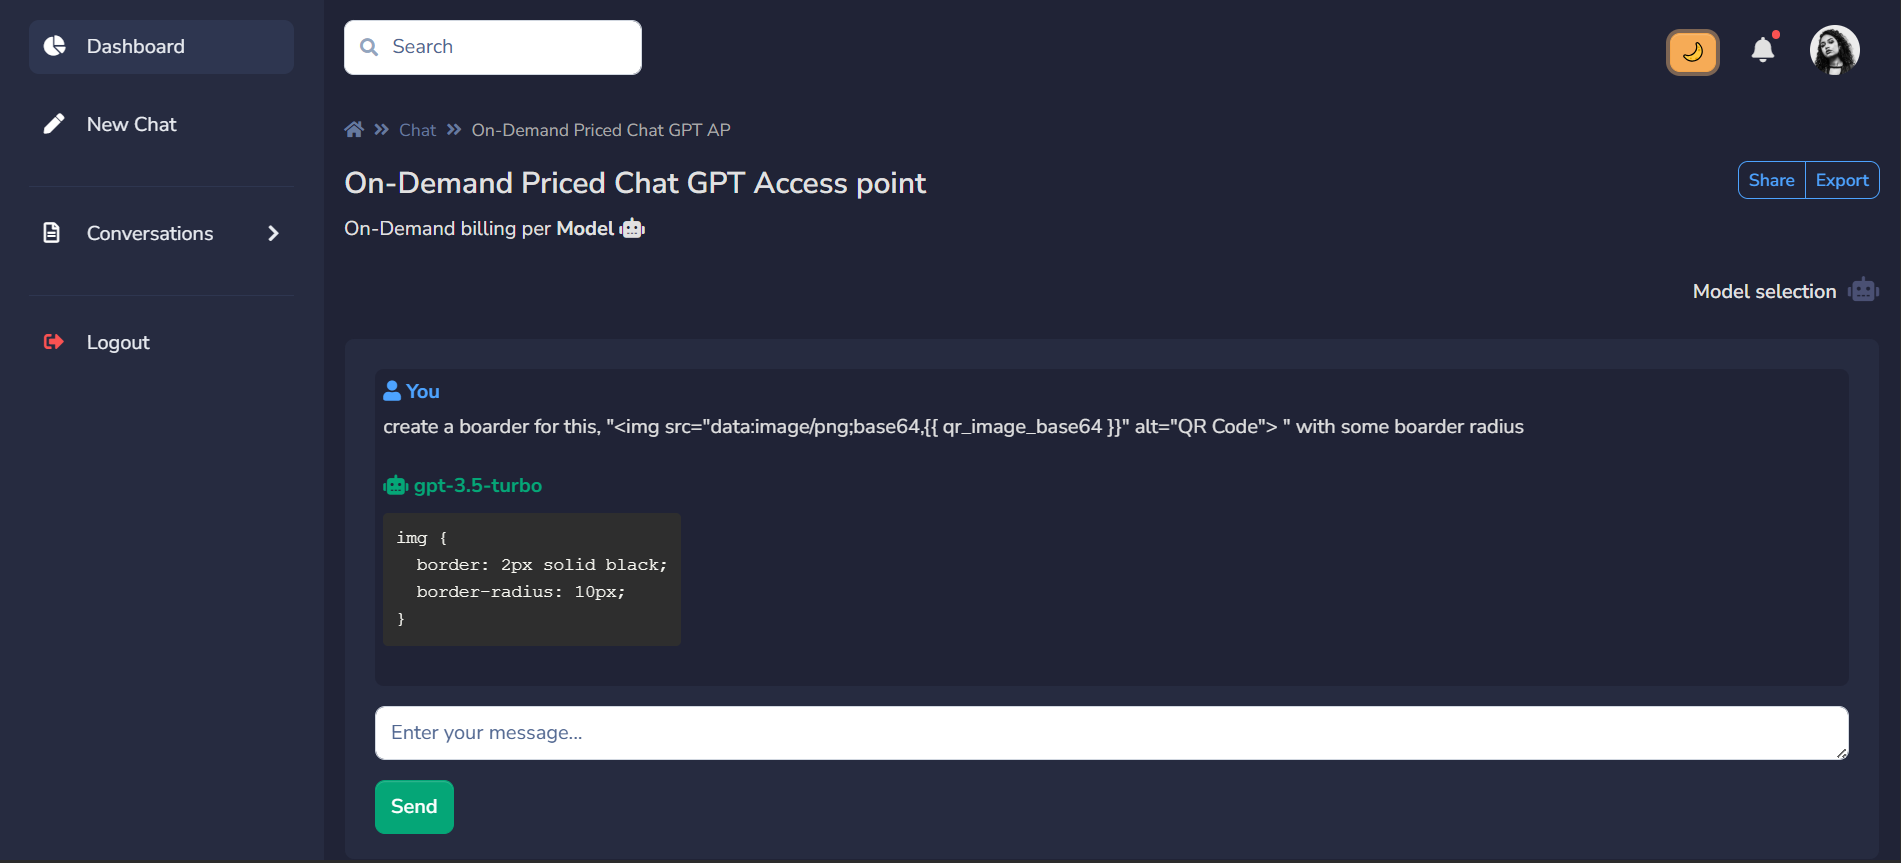 Dashboard
New Chat
Conversations
Logout
Search
Chat On-Demand Priced Chat GPT AP
On-Demand Priced Chat GPT Access point
Share Export
On-Demand billing per Model
Model selection
You
create a boarder for this, "<img src="data:image/png;base64,{{ qr_image_base64 }}" alt="QR Code"> " with some boarder radius
gpt-3.5-turbo
img {
  border: 2px solid black;
  border-radius: 10px;
}
Enter your message...
Send